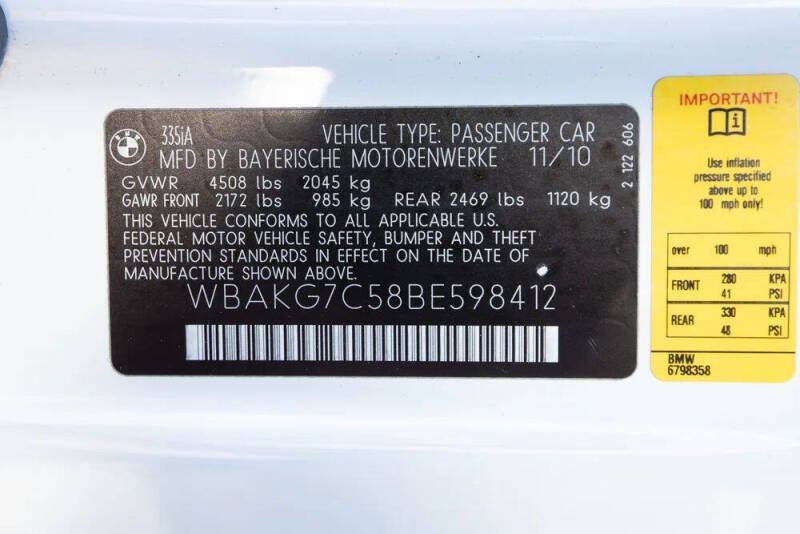 BMW
335iA VEHICLE TYPE: PASSENGER CAR
MFD BY BAYERISCHE MOTORENWERKE 11/10
GVWR 4508 lbs 2045 kg
GAWR FRONT 2172 lbs 985 kg REAR 2469 lbs 1120 kg
THIS VEHICLE CONFORMS TO ALL APPLICABLE U.S.
FEDERAL MOTOR VEHICLE SAFETY, BUMPER AND THEFT
PREVENTION STANDARDS IN EFFECT ON THE DATE OF
MANUFACTURE SHOWN ABOVE.
WBAKG7C58BE598412
2 122 606
IMPORTANT!
i
Use inflation
pressure specified
above up to
100 mph only!
over 100 mph
FRONT 280 KPA
41 PSI
REAR 330 KPA
48 PSI
BMW
6798358